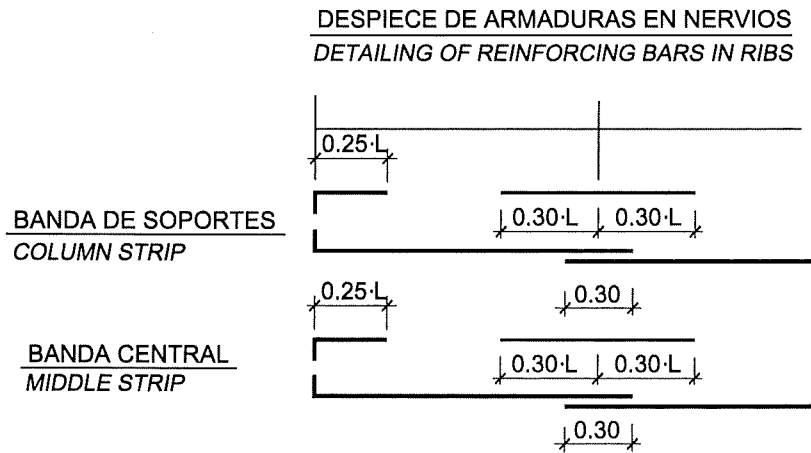 DESPIECE DE ARMADURAS EN NERVIOS
DETAILING OF REINFORCING BARS IN RIBS
0.25·L
BANDA DE SOPORTES
COLUMN STRIP
0.30·L 0.30·L
0.30
0.25·L
BANDA CENTRAL
MIDDLE STRIP
0.30·L 0.30·L
0.30